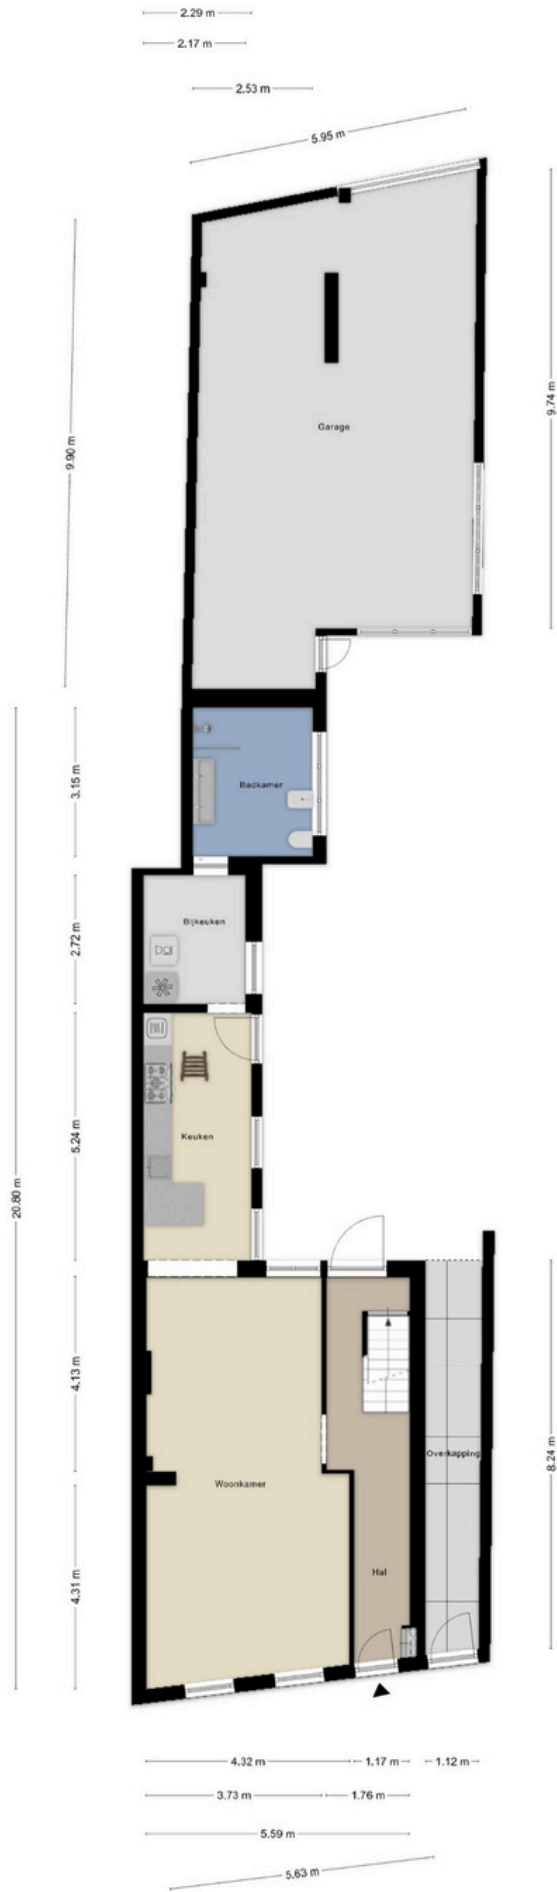 2.29 m
2.17 m
2.53 m
5.95 m
9.90 m
9.74 m
Garage
3.15 m
Badkamer
2.72 m
Bijkeuken
20.80 m
5.24 m
Keuken
4.13 m
8.24 m
Overkapping
Woonkamer
4.31 m
Hal
4.32 m
1.17 m
1.12 m
3.73 m
1.76 m
5.59 m
5.63 m